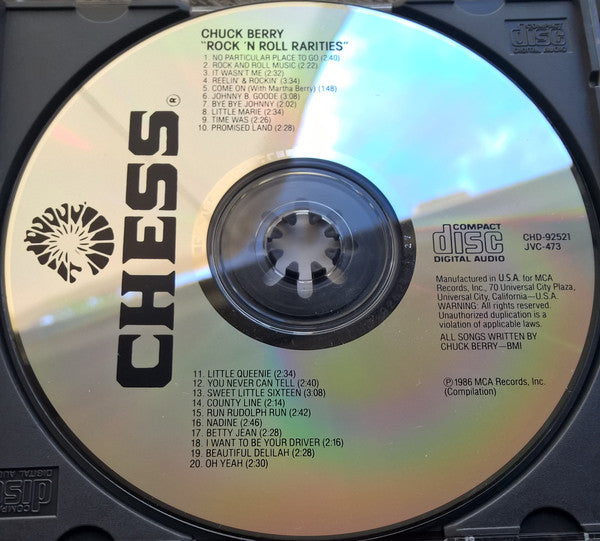 CHUCK BERRY
"ROCK 'N ROLL RARITIES"
1. NO PARTICULAR PLACE TO GO (2:40)
2. ROCK AND ROLL MUSIC (2:22)
3. IT WASN'T ME (2:32)
4. REELIN' & ROCKIN' (3:34)
5. COME ON (With Martha Berry) (1:48)
6. JOHNNY B. GOODE (3:08)
7. BYE BYE JOHNNY (2:02)
8. LITTLE MARIE (2:34)
9. TIME WAS (2:26)
10. PROMISED LAND (2:28)
CHESS®
COMPACT
disc
DIGITAL AUDIO
CHD-92521
JVC-473
Manufactured in U.S.A. for MCA
Records, Inc., 70 Universal City Plaza,
Universal City, California—U.S.A.
WARNING: All rights reserved.
Unauthorized duplication is a
violation of applicable laws.
ALL SONGS WRITTEN BY
CHUCK BERRY—BMI
℗ 1986 MCA Records, Inc.
(Compilation)
11. LITTLE QUEENIE (2:34)
12. YOU NEVER CAN TELL (2:40)
13. SWEET LITTLE SIXTEEN (3:08)
14. COUNTY LINE (2:14)
15. RUN RUDOLPH RUN (2:42)
16. NADINE (2:46)
17. BETTY JEAN (2:28)
18. I WANT TO BE YOUR DRIVER (2:16)
19. BEAUTIFUL DELILAH (2:28)
20. OH YEAH (2:30)
COMPACT
disc
DIGITAL AUDIO
COMPACT
disc
DIGITAL AUDIO